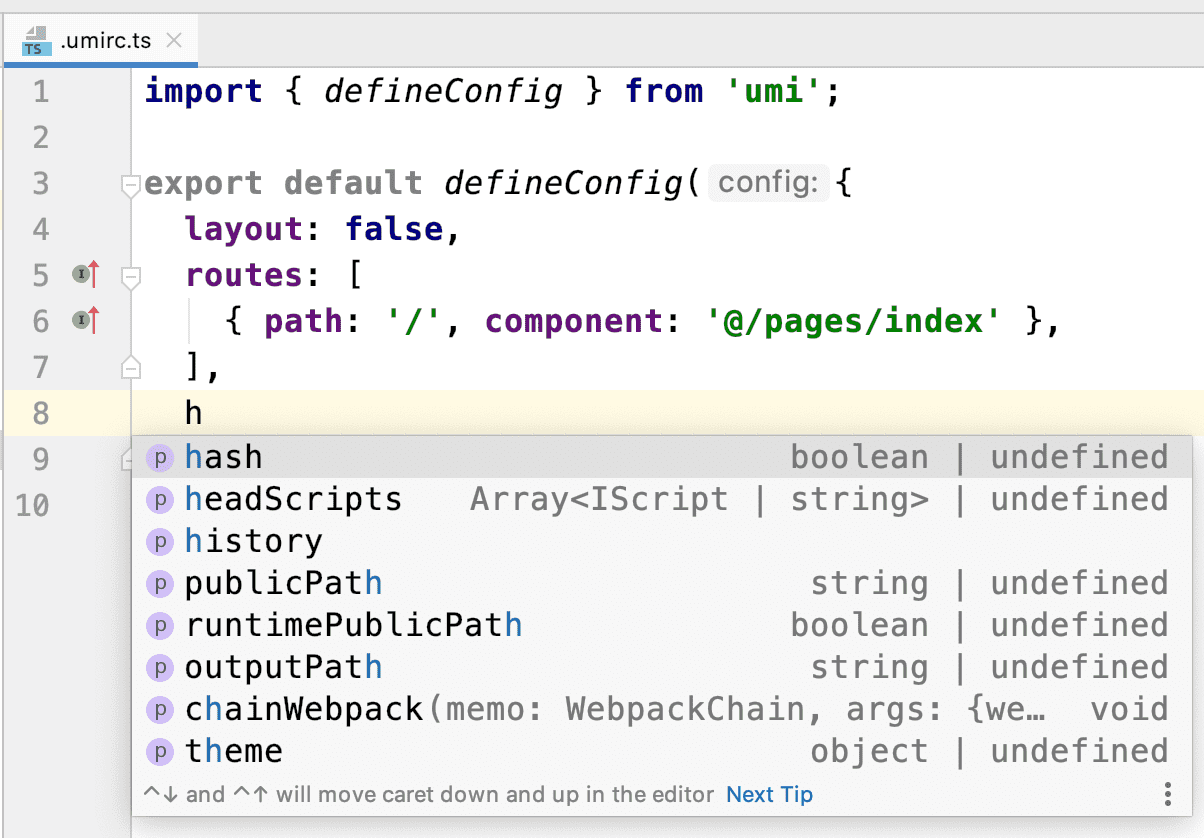 TS .umirc.ts
1 import { defineConfig } from 'umi';
2
3 export default defineConfig( config: {
4 layout: false,
5 I routes: [
6 I { path: '/', component: '@/pages/index' },
7 ],
8 h
9
10
p hash boolean | undefined
p headScripts Array<IScript | string> | undefined
p history
p publicPath string | undefined
p runtimePublicPath boolean | undefined
p outputPath string | undefined
p chainWebpack(memo: WebpackChain, args: {we… void
p theme object | undefined
^↓ and ^↑ will move caret down and up in the editor Next Tip